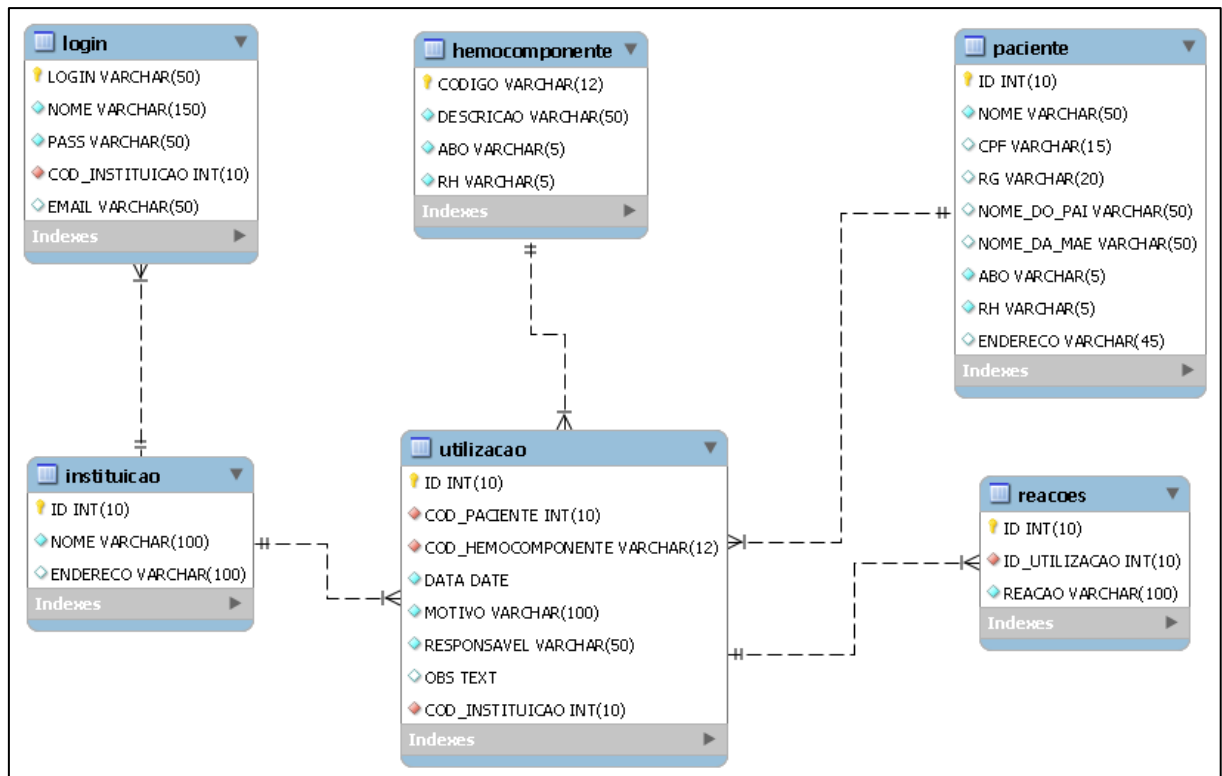 login
LOGIN VARCHAR(50)
NOME VARCHAR(150)
PASS VARCHAR(50)
COD_INSTITUICAO INT(10)
EMAIL VARCHAR(50)
Indexes
hemocomponente
CODIGO VARCHAR(12)
DESCRICAO VARCHAR(50)
ABO VARCHAR(5)
RH VARCHAR(5)
Indexes
paciente
ID INT(10)
NOME VARCHAR(50)
CPF VARCHAR(15)
RG VARCHAR(20)
NOME_DO_PAI VARCHAR(50)
NOME_DA_MAE VARCHAR(50)
ABO VARCHAR(5)
RH VARCHAR(5)
ENDERECO VARCHAR(45)
Indexes
instituicao
ID INT(10)
NOME VARCHAR(100)
ENDERECO VARCHAR(100)
Indexes
utilizacao
ID INT(10)
COD_PACIENTE INT(10)
COD_HEMOCOMPONENTE VARCHAR(12)
DATA DATE
MOTIVO VARCHAR(100)
RESPONSAVEL VARCHAR(50)
OBS TEXT
COD_INSTITUICAO INT(10)
Indexes
reacoes
ID INT(10)
ID_UTILIZACAO INT(10)
REACAO VARCHAR(100)
Indexes